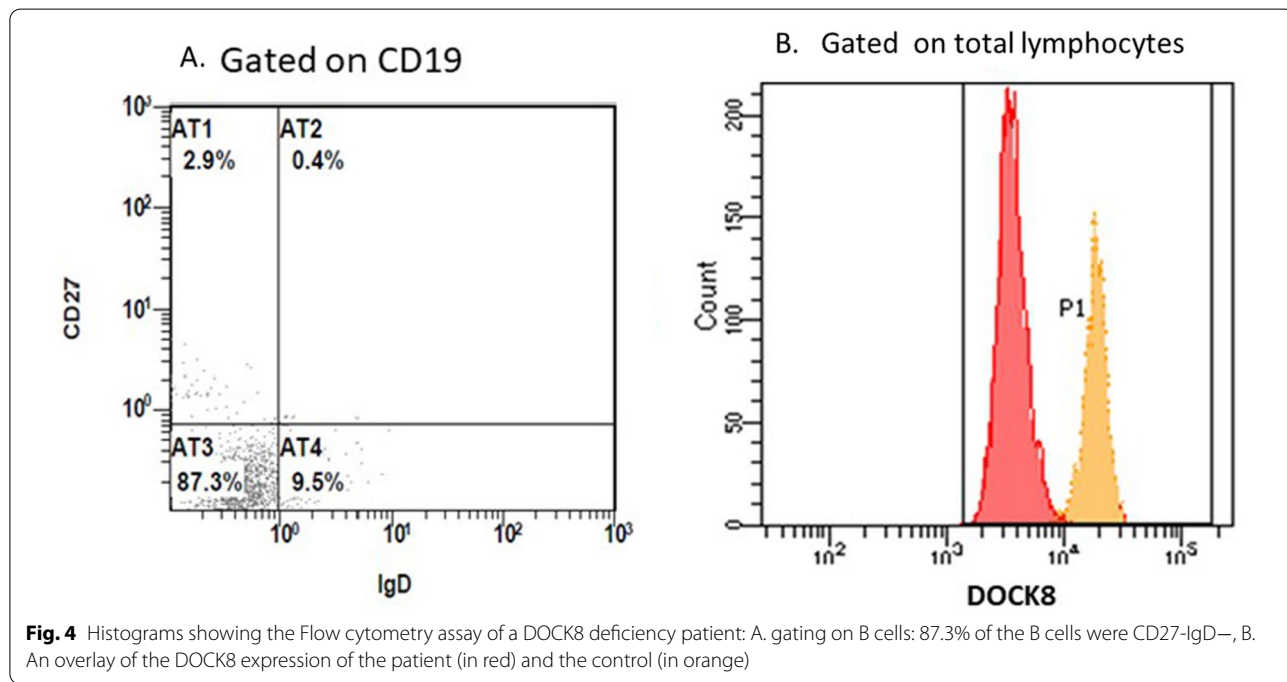 A. Gated on CD19
10³
AT1
AT2
2.9%
0.4%
10²
CD27
10¹
10⁰
AT3
AT4
87.3%
9.5%
10⁰
10¹
10²
10³
IgD
B. Gated on total lymphocytes
200
150
Count
P1
100
50
0
10²
10³
10⁴
10⁵
DOCK8
Fig. 4 Histograms showing the Flow cytometry assay of a DOCK8 deficiency patient: A. gating on B cells: 87.3% of the B cells were CD27-IgD−, B.
An overlay of the DOCK8 expression of the patient (in red) and the control (in orange)